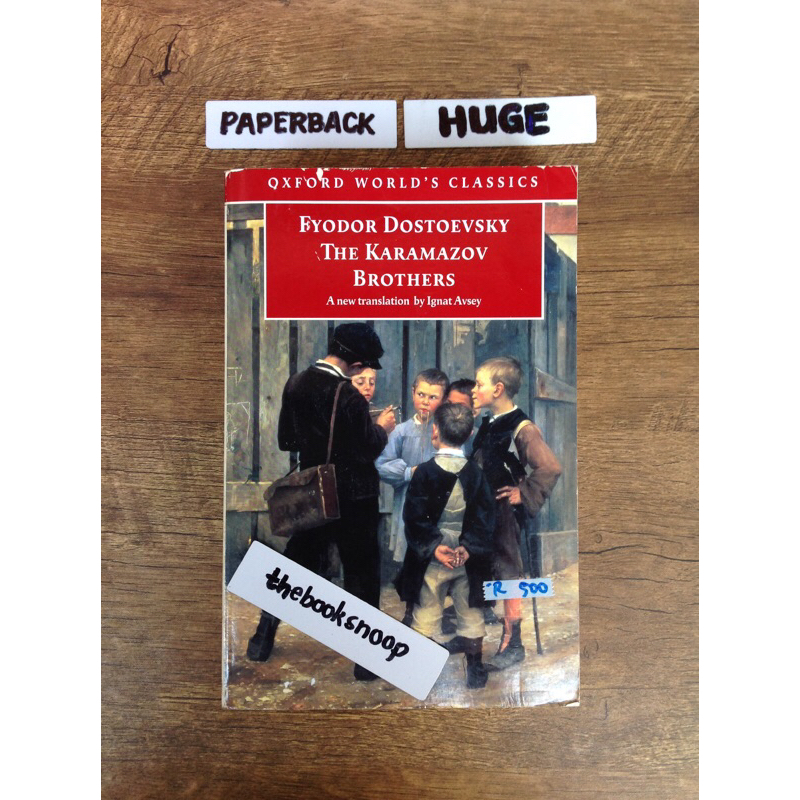 PAPERBACK HUGE
OXFORD WORLD'S CLASSICS
FYODOR DOSTOEVSKY
THE KARAMAZOV
BROTHERS
A new translation by Ignat Avsey
thebooksnoop
R 500